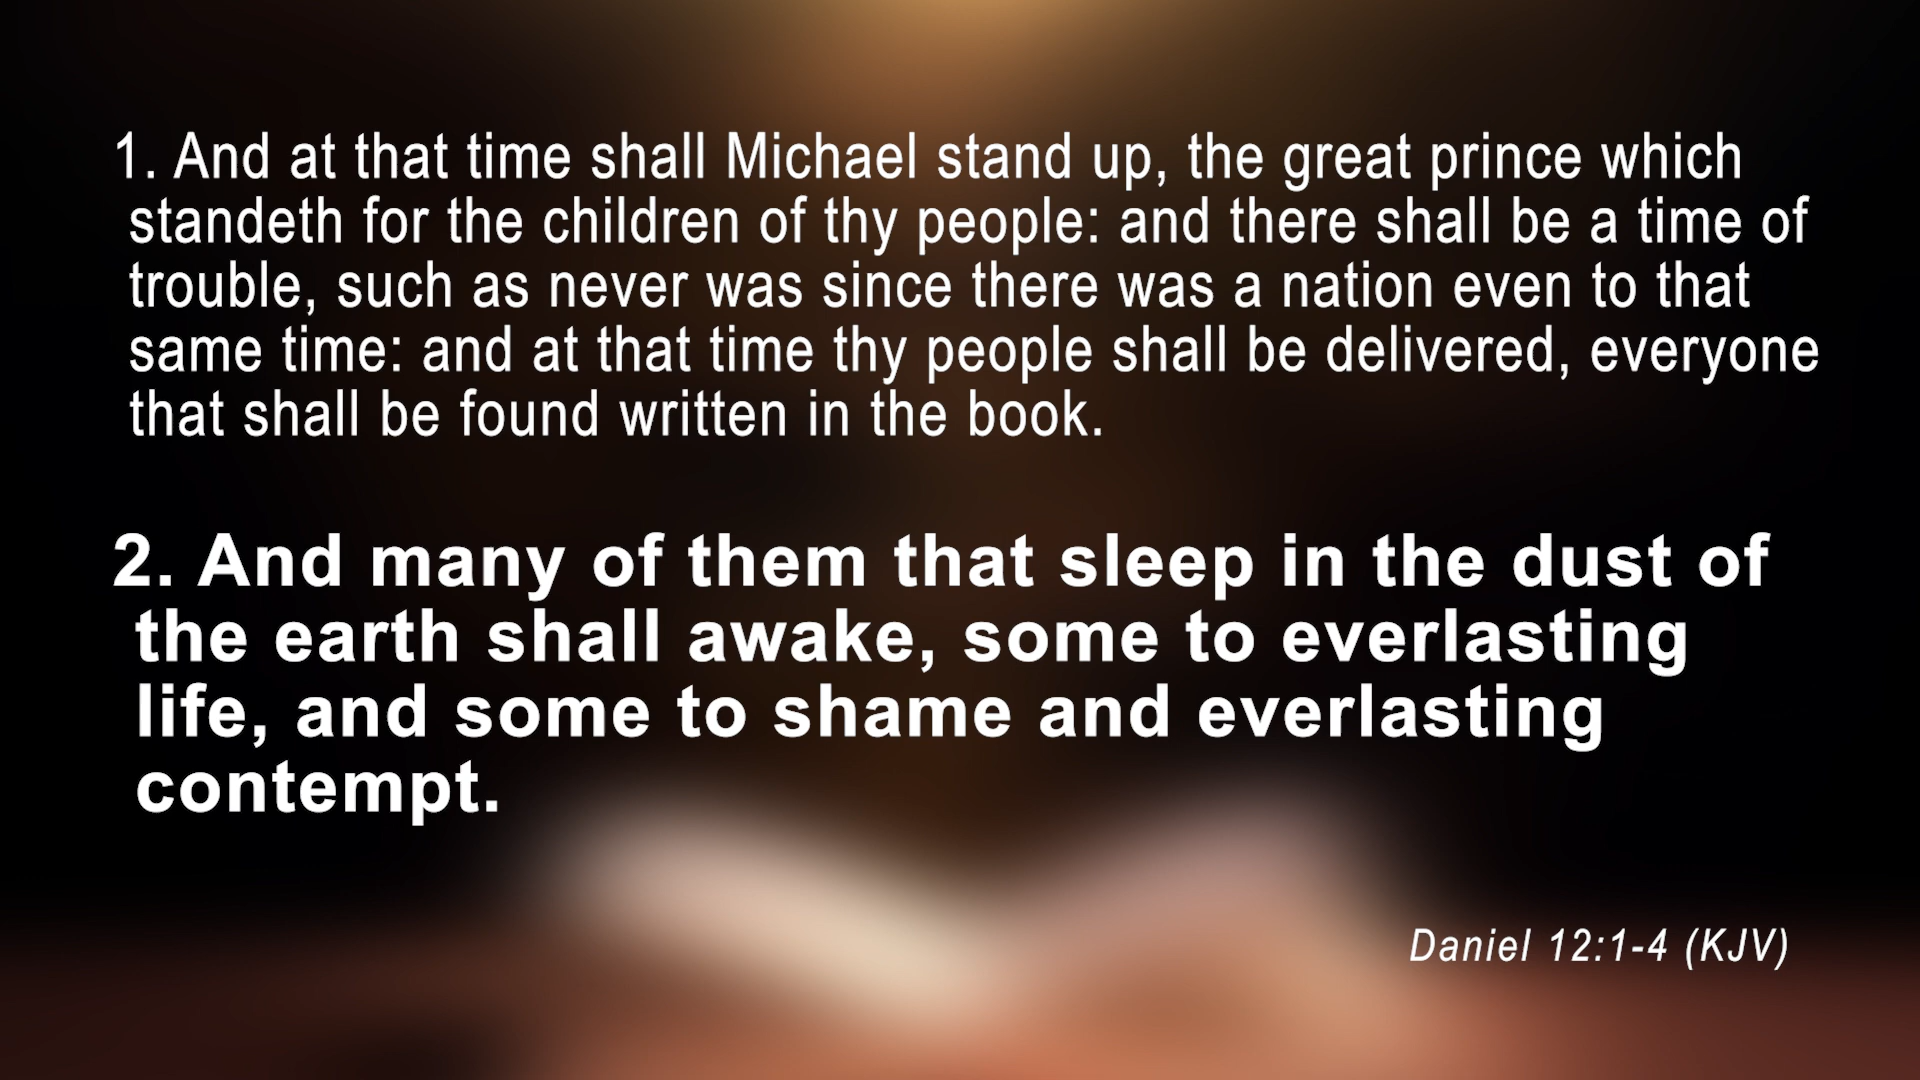 1. And at that time shall Michael stand up, the great prince which
standeth for the children of thy people: and there shall be a time of
trouble, such as never was since there was a nation even to that
same time: and at that time thy people shall be delivered, everyone
that shall be found written in the book.
2. And many of them that sleep in the dust of
the earth shall awake, some to everlasting
life, and some to shame and everlasting
contempt.
Daniel 12:1-4 (KJV)